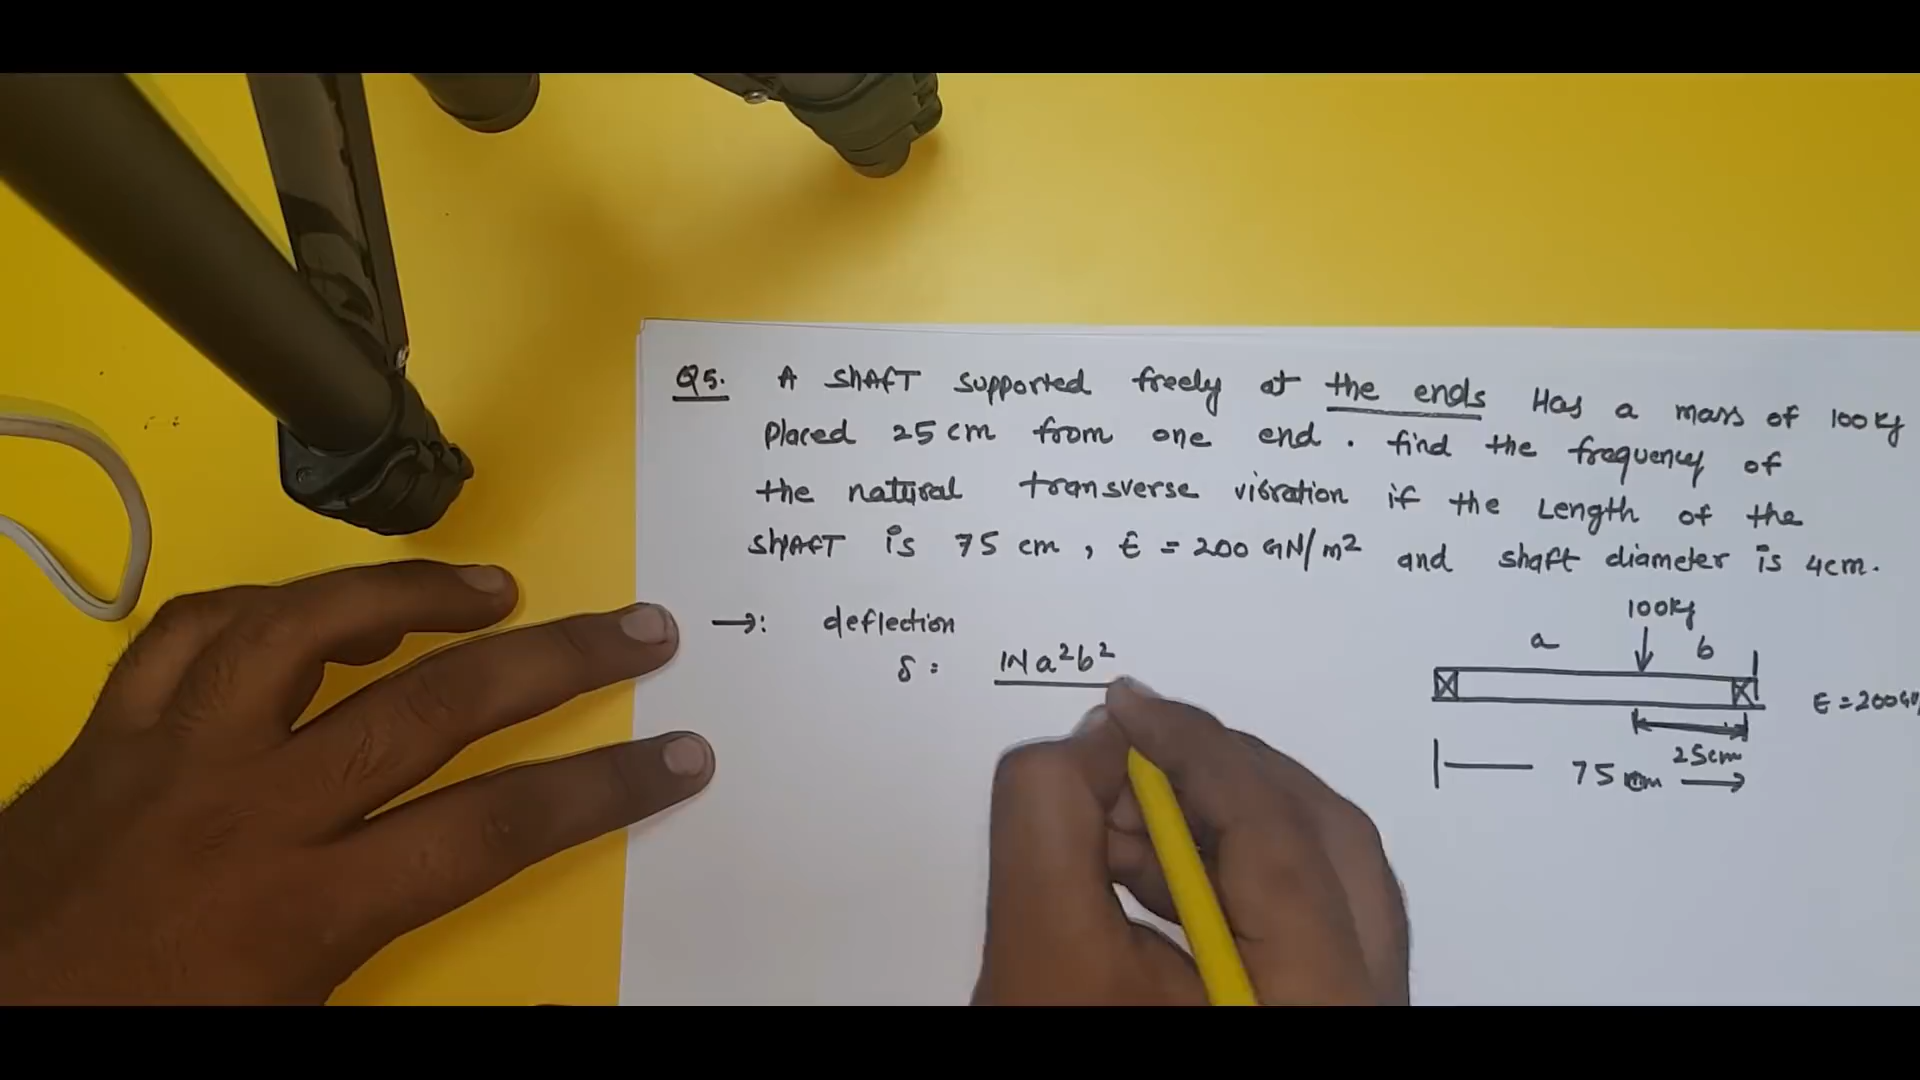 Q5. A SHAFT supported freely at the ends Has a mass of 100kg
Placed 25 cm from one end . find the frequency of
the natural transverse vibration if the Length of the
SHAFT is 75 cm , E = 200 GN/m² and shaft diameter is 4cm.
→: deflection
δ = Wa²b²
100kg
a b
E = 200GN/
25cm
75 cm